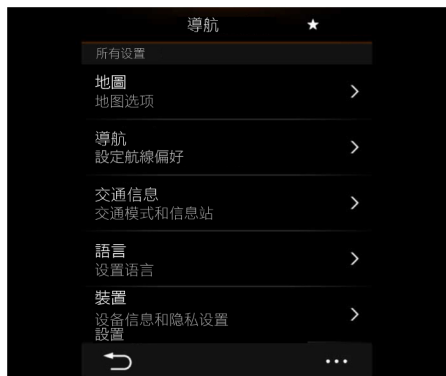 導航
所有设置
地圖
地图选项
導航
設定航線偏好
交通信息
交通模式和信息站
語言
设置语言
裝置
设备信息和隐私设置
設置